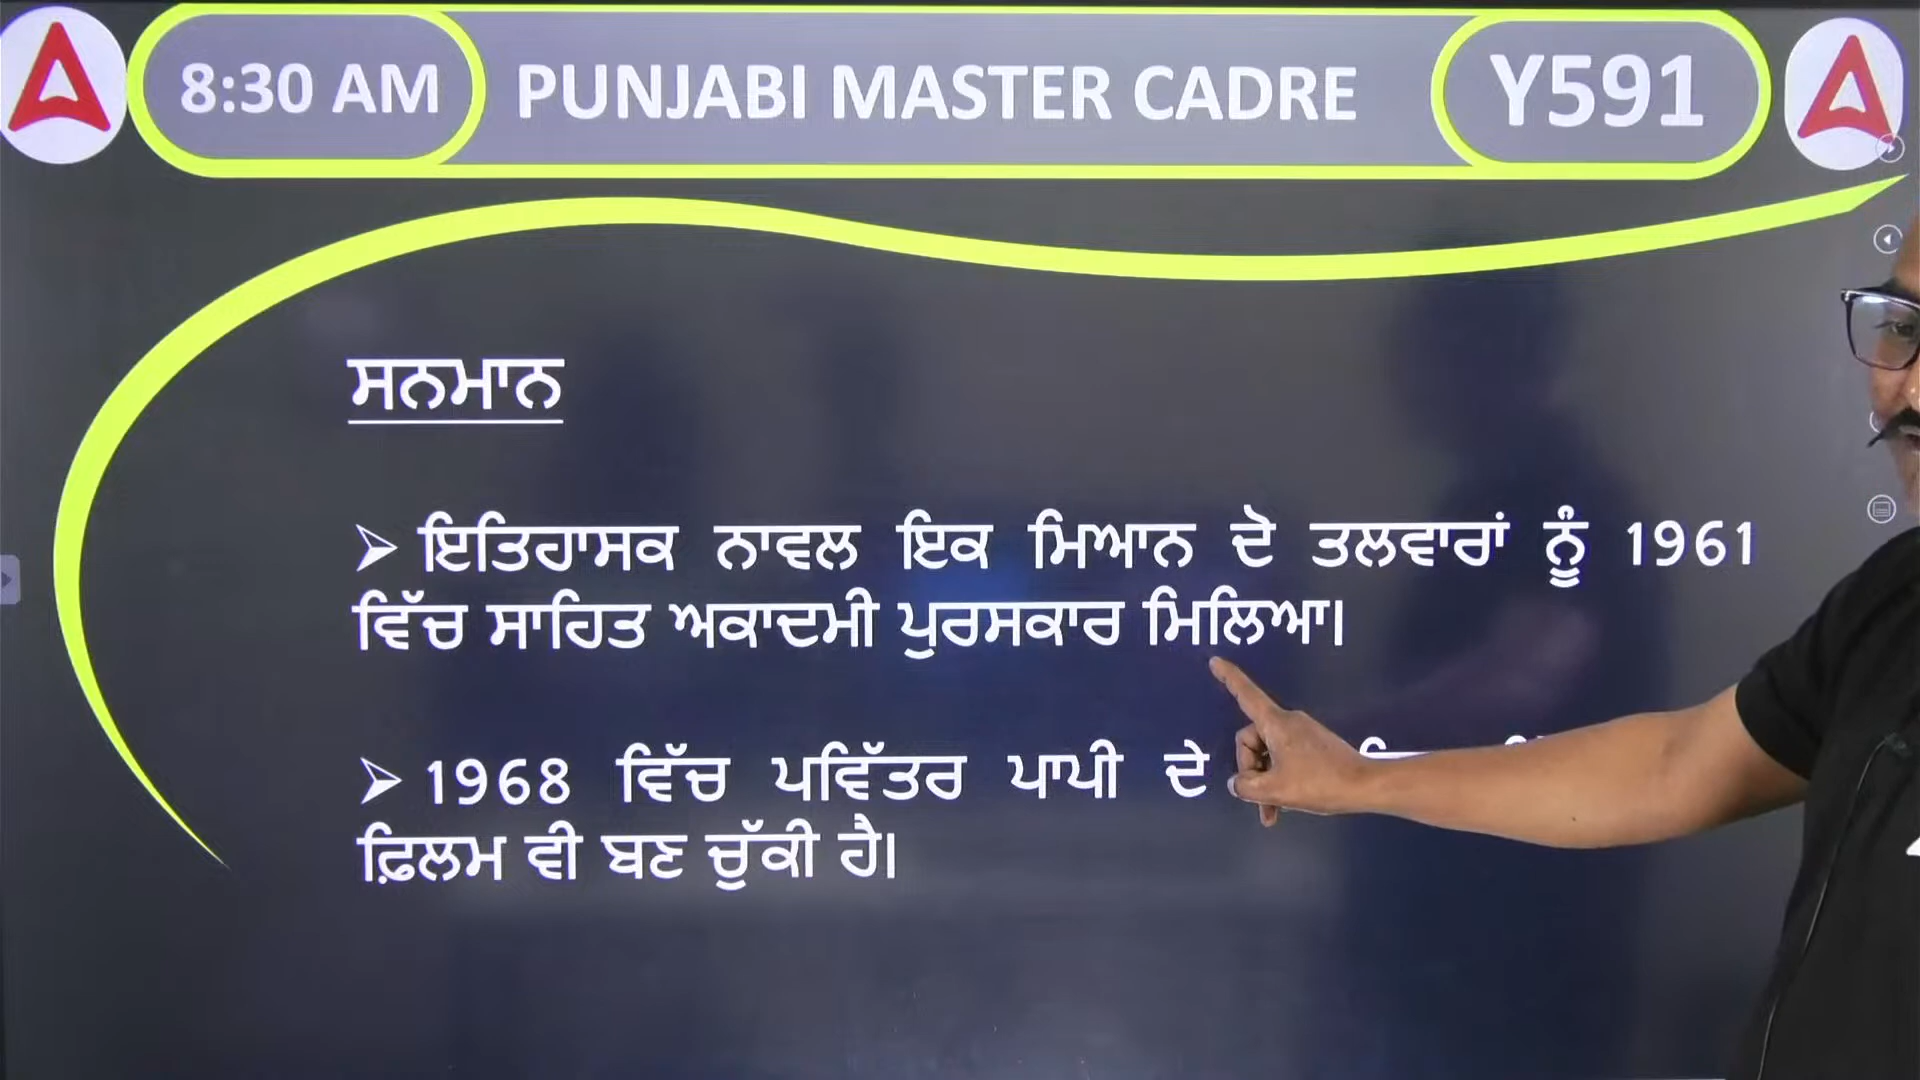 8:30 AM PUNJABI MASTER CADRE Y591
ਸਨਮਾਨ
➢ ਇਤਿਹਾਸਕ ਨਾਵਲ ਇਕ ਮਿਆਨ ਦੋ ਤਲਵਾਰਾਂ ਨੂੰ 1961
ਵਿੱਚ ਸਾਹਿਤ ਅਕਾਦਮੀ ਪੁਰਸਕਾਰ ਮਿਲਿਆ।
➢ 1968 ਵਿੱਚ ਪਵਿੱਤਰ ਪਾਪੀ ਦੇ
ਫ਼ਿਲਮ ਵੀ ਬਣ ਚੁੱਕੀ ਹੈ।